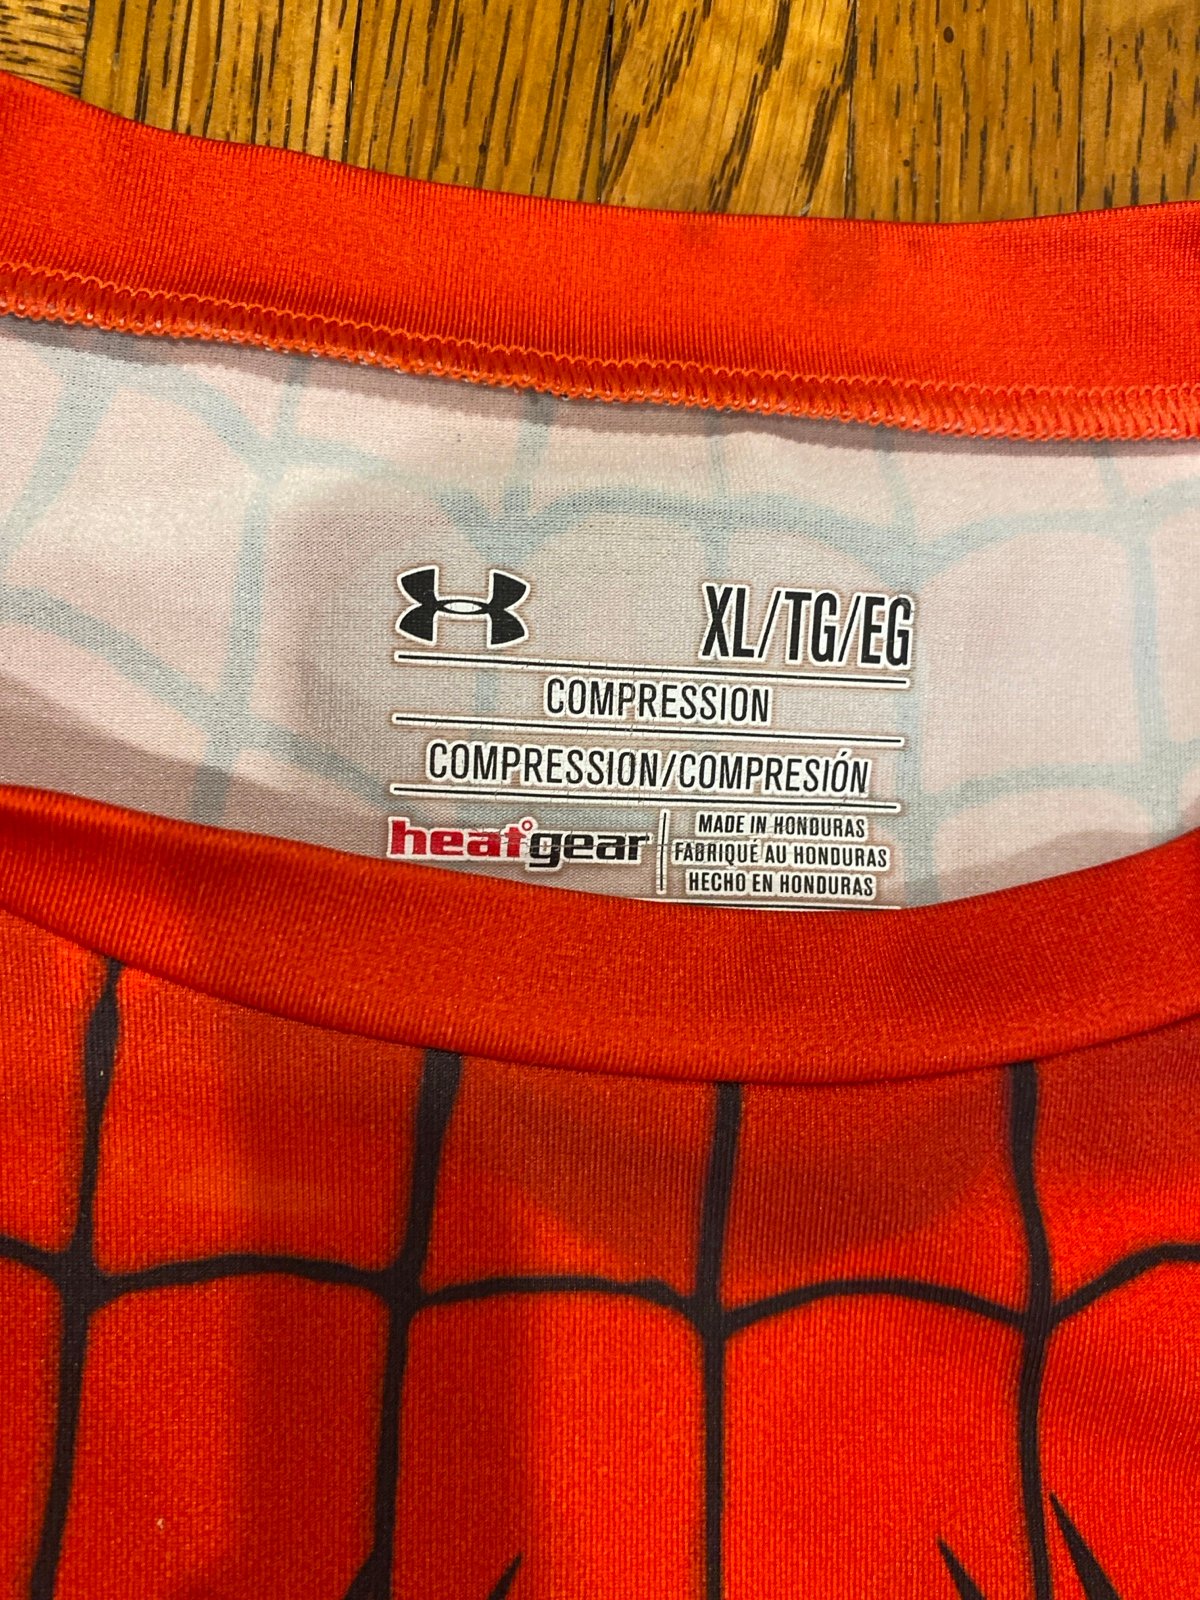 XL/TG/EG
COMPRESSION
COMPRESSION/COMPRESIÓN
heatgear
MADE IN HONDURAS
FABRIQUÉ AU HONDURAS
HECHO EN HONDURAS